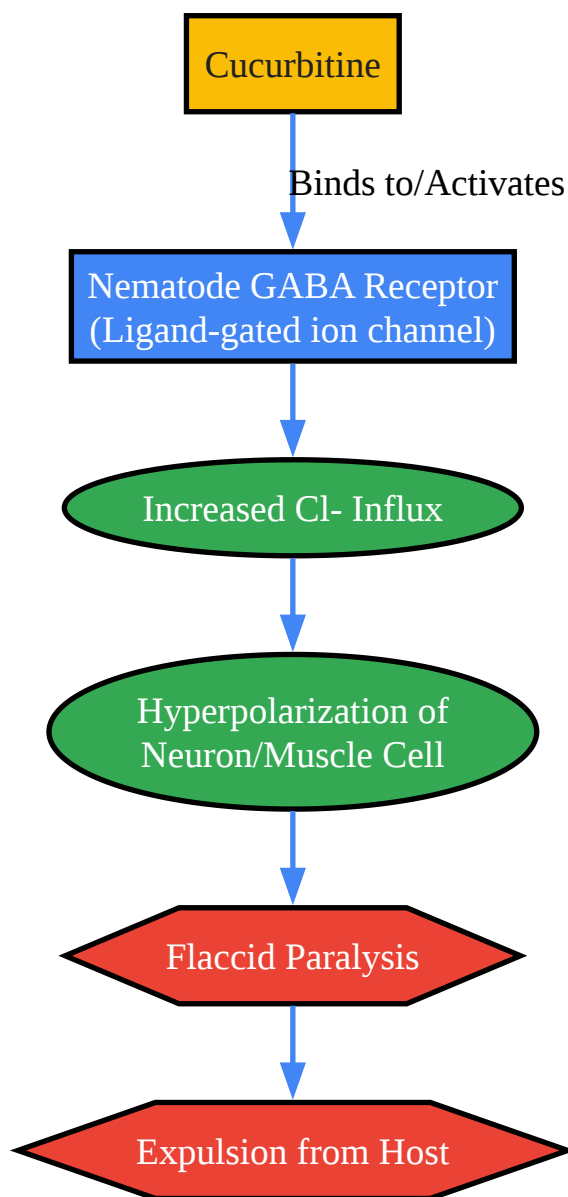 Cucurbitine
Binds to/Activates
Nematode GABA Receptor
(Ligand-gated ion channel)
Increased Cl- Influx
Hyperpolarization of
Neuron/Muscle Cell
Flaccid Paralysis
Expulsion from Host